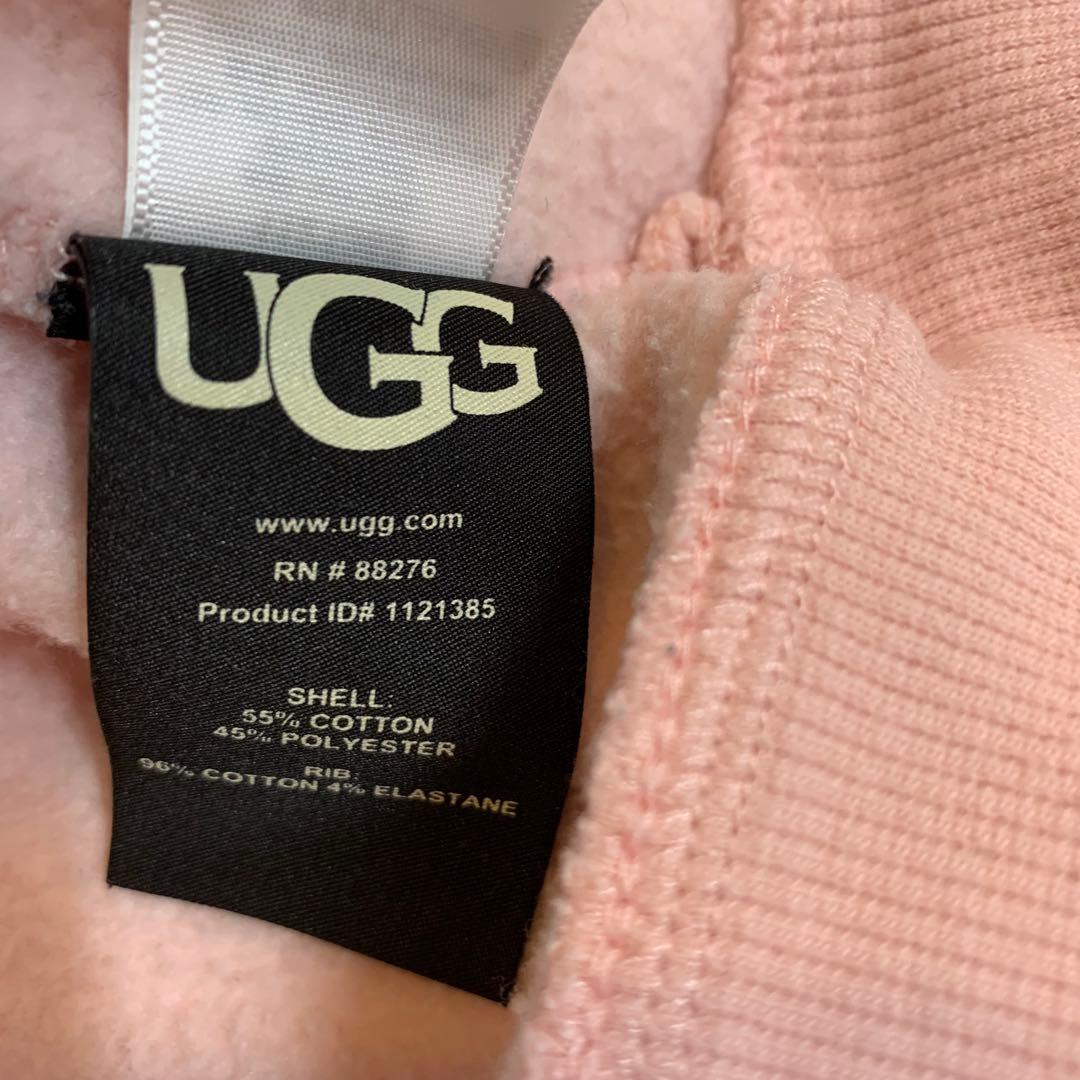 UGG
www.ugg.com
RN # 88276
Product ID# 1121385
SHELL:
55% COTTON
45% POLYESTER
RIB:
96% COTTON 4% ELASTANE